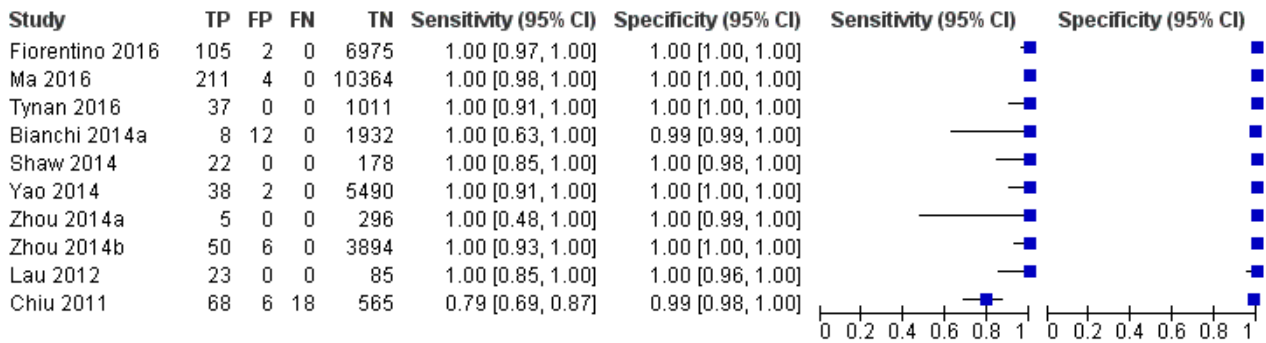 Study TP FP FN TN Sensitivity (95% CI) Specificity (95% CI) Sensitivity (95% CI) Specificity (95% CI)
Fiorentino 2016 105 2 0 6975 1.00 [0.97, 1.00] 1.00 [1.00, 1.00]
Ma 2016 211 4 0 10364 1.00 [0.98, 1.00] 1.00 [1.00, 1.00]
Tynan 2016 37 0 0 1011 1.00 [0.91, 1.00] 1.00 [1.00, 1.00]
Bianchi 2014a 8 12 0 1932 1.00 [0.63, 1.00] 0.99 [0.99, 1.00]
Shaw 2014 22 0 0 178 1.00 [0.85, 1.00] 1.00 [0.98, 1.00]
Yao 2014 38 2 0 5490 1.00 [0.91, 1.00] 1.00 [1.00, 1.00]
Zhou 2014a 5 0 0 296 1.00 [0.48, 1.00] 1.00 [0.99, 1.00]
Zhou 2014b 50 6 0 3894 1.00 [0.93, 1.00] 1.00 [1.00, 1.00]
Lau 2012 23 0 0 85 1.00 [0.85, 1.00] 1.00 [0.96, 1.00]
Chiu 2011 68 6 18 565 0.79 [0.69, 0.87] 0.99 [0.98, 1.00]
0 0.2 0.4 0.6 0.8 1 0 0.2 0.4 0.6 0.8 1